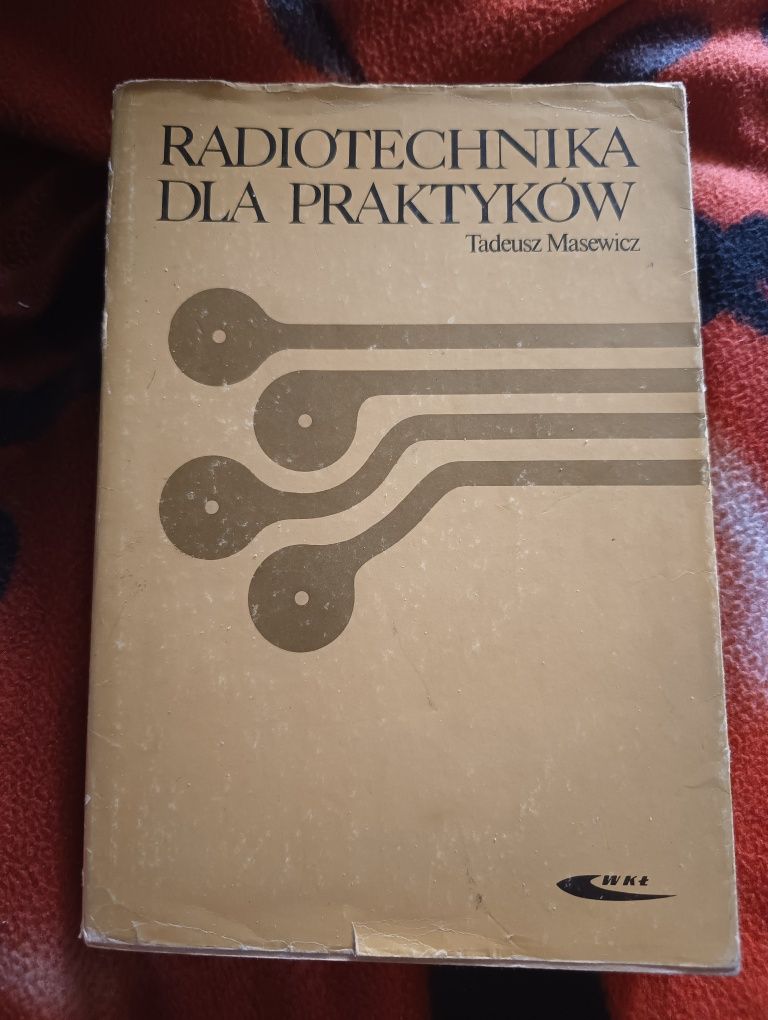 RADIOTECHNIKA
DLA PRAKTYKÓW
Tadeusz Masewicz
WKŁ